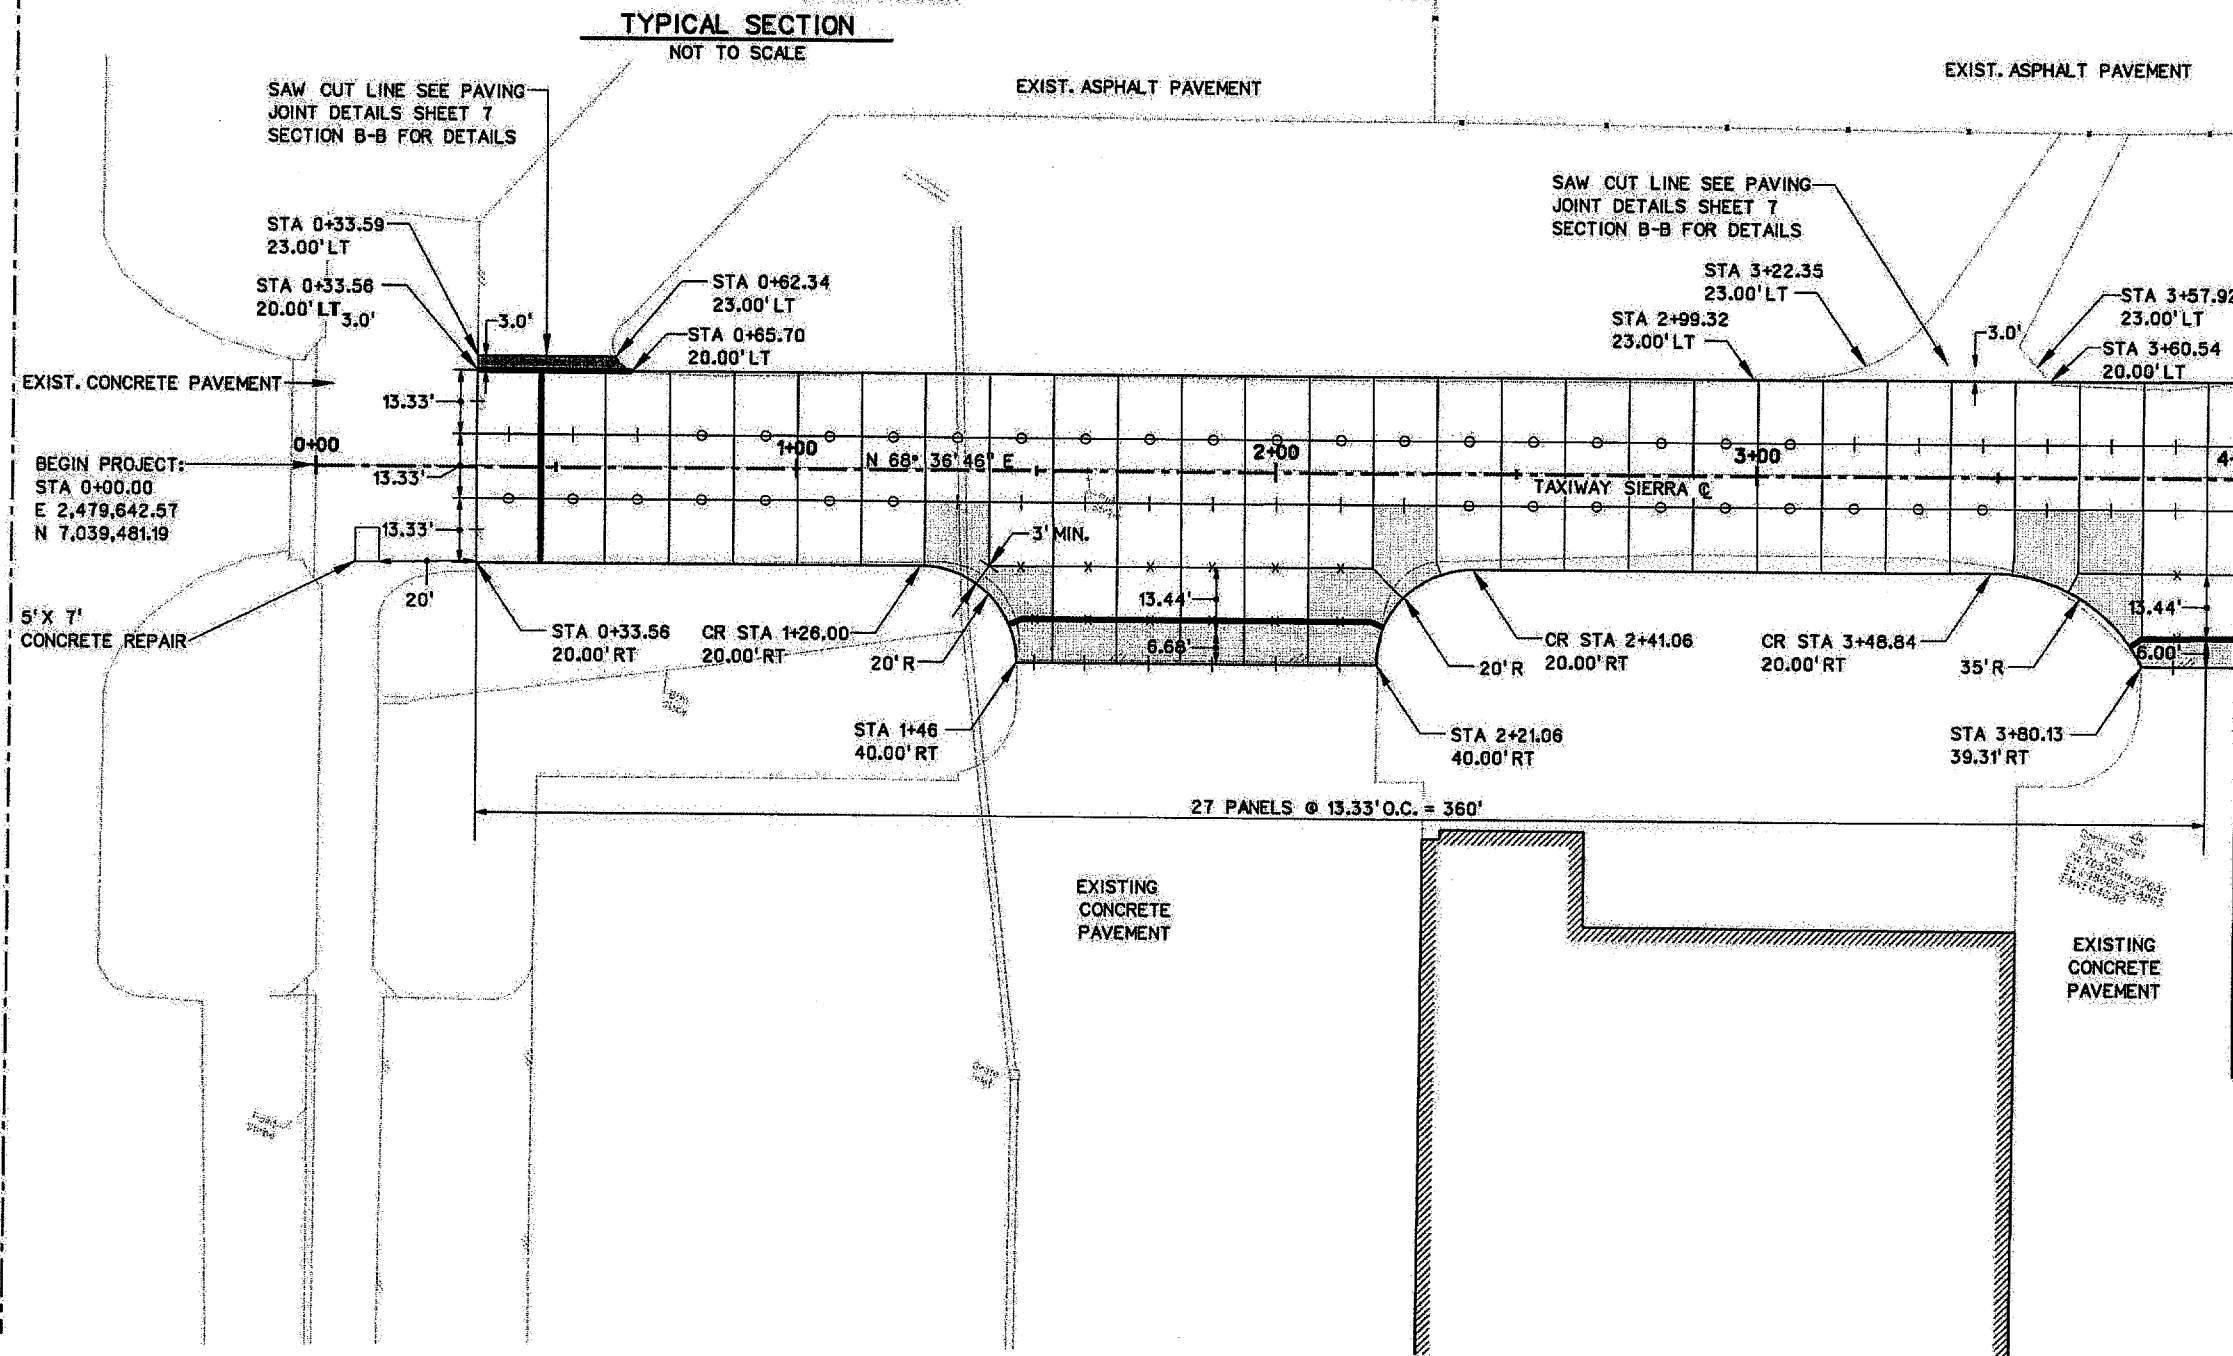 TYPICAL SECTION
NOT TO SCALE
SAW CUT LINE SEE PAVING
JOINT DETAILS SHEET 7
SECTION B-B FOR DETAILS
EXIST. ASPHALT PAVEMENT
EXIST. ASPHALT PAVEMENT
SAW CUT LINE SEE PAVING
JOINT DETAILS SHEET 7
SECTION B-B FOR DETAILS
STA 0+33.59
23.00' LT
STA 0+33.56
20.00' LT
3.0'
3.0'
STA 0+62.34
23.00' LT
STA 0+65.70
20.00' LT
STA 3+22.35
23.00' LT
STA 2+99.32
23.00' LT
3.0'
STA 3+57.92
23.00' LT
STA 3+60.54
20.00' LT
EXIST. CONCRETE PAVEMENT
13.33'
0+00
1+00
N 68° 36' 46" E
2+00
3+00
4+
BEGIN PROJECT:
STA 0+00.00
E 2,479,642.57
N 7,039,481.19
13.33'
TAXIWAY SIERRA ℄
13.33'
3' MIN.
20'
5' X 7'
CONCRETE REPAIR
STA 0+33.56
20.00' RT
CR STA 1+26.00
20.00' RT
20' R
13.44'
6.68'
20' R
CR STA 2+41.06
20.00' RT
CR STA 3+48.84
20.00' RT
35' R
13.44'
6.00'
STA 1+46
40.00' RT
STA 2+21.06
40.00' RT
STA 3+80.13
39.31' RT
27 PANELS @ 13.33' O.C. = 360'
EXISTING
CONCRETE
PAVEMENT
EXISTING
CONCRETE
PAVEMENT